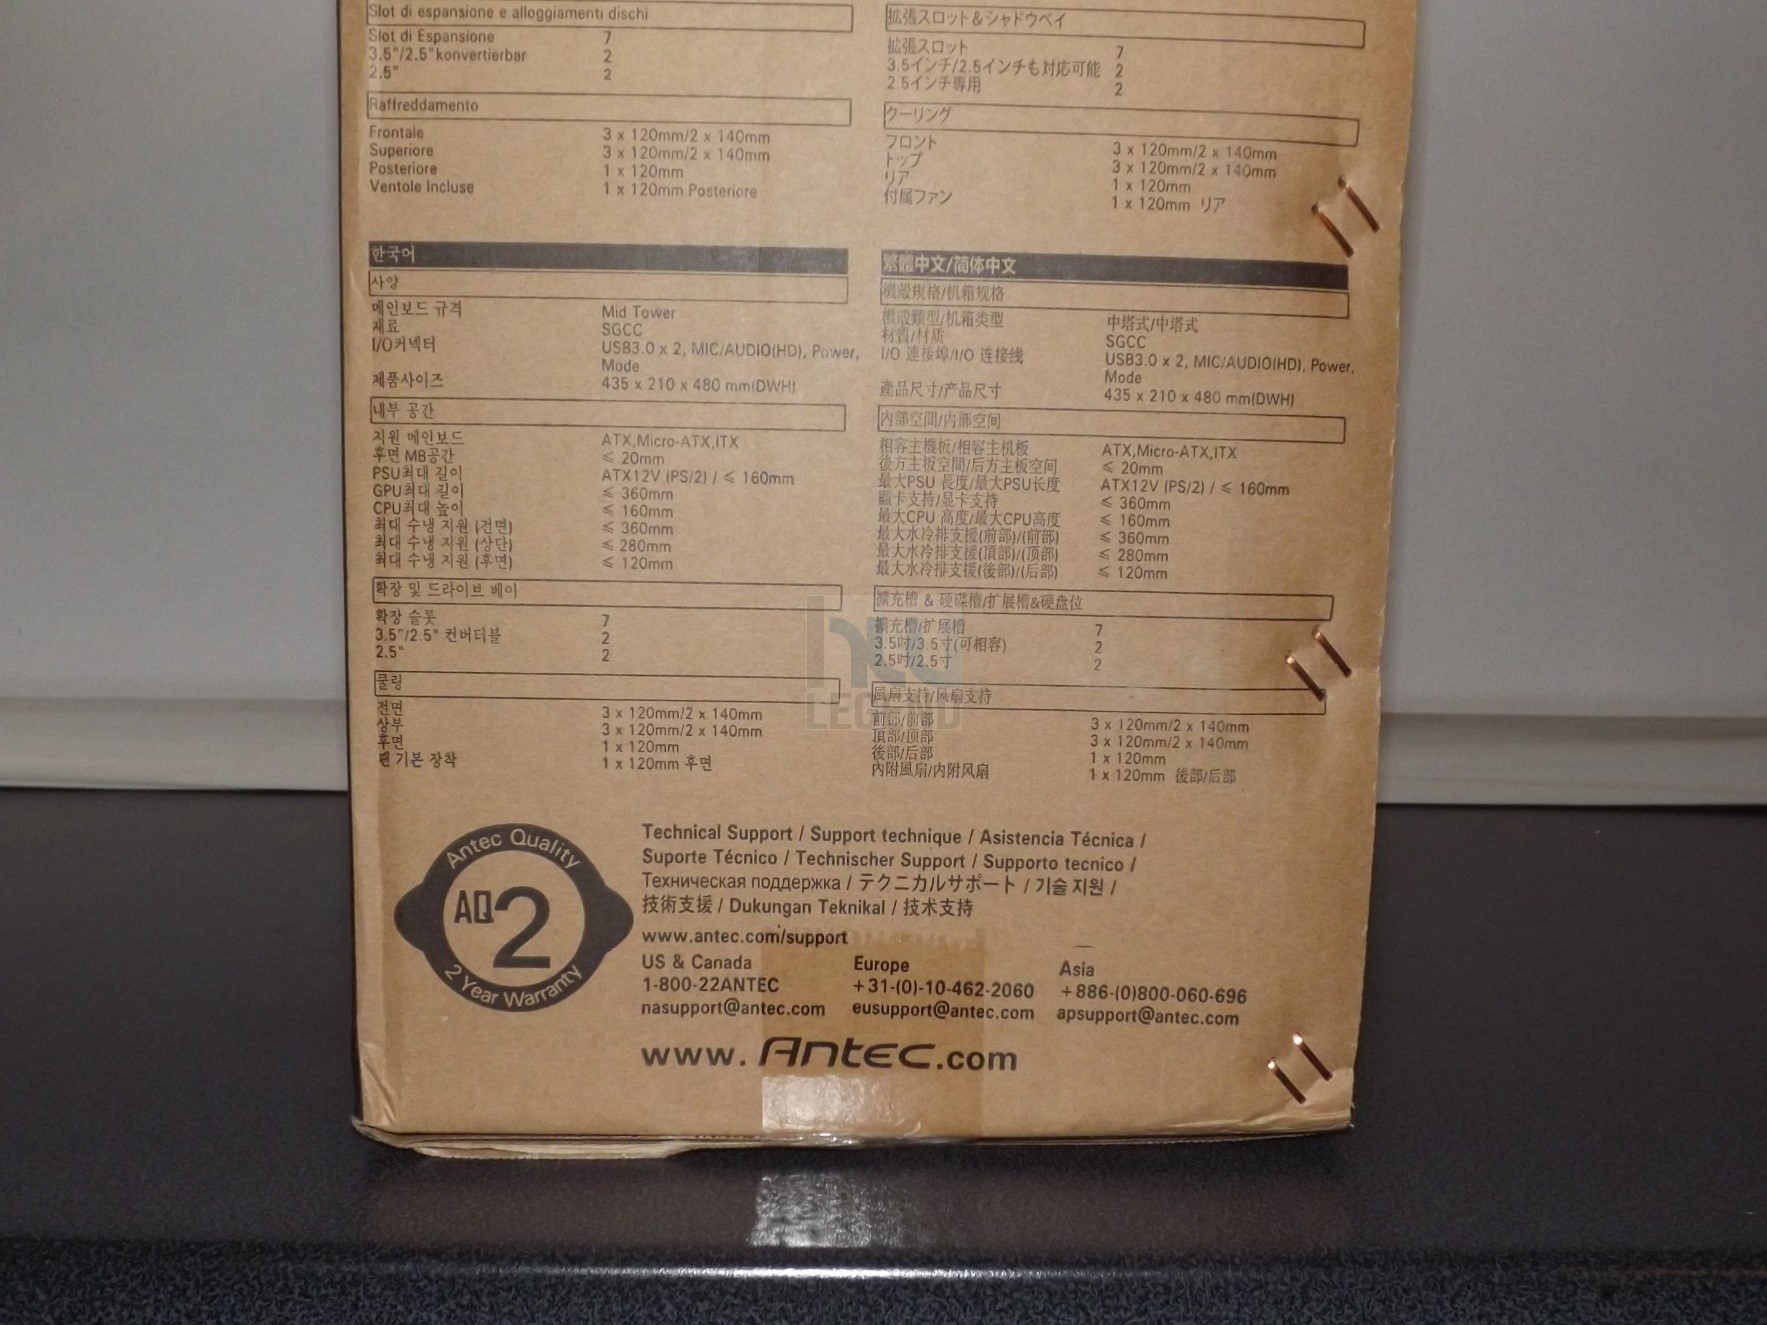 Slot di espansione e alloggiamenti dischi
Slot di Espansione 7
3.5"/2.5"konvertierbar 2
2.5" 2
Raffreddamento
Frontale 3 x 120mm/2 x 140mm
Superiore 3 x 120mm/2 x 140mm
Posteriore 1 x 120mm
Ventole Incluse 1 x 120mm Posteriore
拡張スロット&シャドウベイ
拡張スロット 7
3.5インチ/2.5インチも対応可能 2
2.5インチ専用 2
クーリング
フロント 3 x 120mm/2 x 140mm
トップ 3 x 120mm/2 x 140mm
リア 1 x 120mm
付属ファン 1 x 120mm リア
한국어
사양
메인보드 규격 Mid Tower
재료 SGCC
I/O커넥터 USB3.0 x 2, MIC/AUDIO(HD), Power,
Mode
제품사이즈 435 x 210 x 480 mm(DWH)
내부 공간
지원 메인보드 ATX,Micro-ATX,ITX
후면 MB공간 ≤ 20mm
PSU최대 길이 ATX12V (PS/2) / ≤ 160mm
GPU최대 길이 ≤ 360mm
CPU최대 높이 ≤ 160mm
최대 수냉 지원 (전면) ≤ 360mm
최대 수냉 지원 (상단) ≤ 280mm
최대 수냉 지원 (후면) ≤ 120mm
확장 및 드라이브 베이
확장 슬롯 7
3.5"/2.5" 컨버터블 2
2.5" 2
쿨링
전면 3 x 120mm/2 x 140mm
상부 3 x 120mm/2 x 140mm
후면 1 x 120mm
팬 기본 장착 1 x 120mm 후면
繁體中文/简体中文
機殼規格/机箱规格
機殼類型/机箱类型 中塔式/中塔式
材質/材质 SGCC
I/O 連接埠/I/O 连接线 USB3.0 x 2, MIC/AUDIO(HD), Power,
Mode
產品尺寸/产品尺寸 435 x 210 x 480 mm(DWH)
內部空間/内部空间
相容主機板/相容主机板 ATX,Micro-ATX,ITX
後方主板空間/后方主板空间 ≤ 20mm
最大PSU 長度/最大PSU长度 ATX12V (PS/2) / ≤ 160mm
顯卡支持/显卡支持 ≤ 360mm
最大CPU 高度/最大CPU高度 ≤ 160mm
最大水冷排支援(前部)/(前部) ≤ 360mm
最大水冷排支援(頂部)/(顶部) ≤ 280mm
最大水冷排支援(後部)/(后部) ≤ 120mm
擴充槽 & 硬碟槽/扩展槽&硬盘位
擴充槽/扩展槽 7
3.5吋/3.5寸(可相容) 2
2.5吋/2.5寸 2
風扇支持/风扇支持
前部/前部 3 x 120mm/2 x 140mm
頂部/顶部 3 x 120mm/2 x 140mm
後部/后部 1 x 120mm
內附風扇/内附风扇 1 x 120mm 後部/后部
LEGEND
Antec Quality
AQ2
2 Year Warranty
Technical Support / Support technique / Asistencia Técnica /
Suporte Técnico / Technischer Support / Supporto tecnico /
Техническая поддержка / テクニカルサポート / 기술 지원 /
技術支援 / Dukungan Teknikal / 技术支持
www.antec.com/support
US & Canada
1-800-22ANTEC
nasupport@antec.com
Europe
+31-(0)-10-462-2060
eusupport@antec.com
Asia
+886-(0)800-060-696
apsupport@antec.com
www.Antec.com